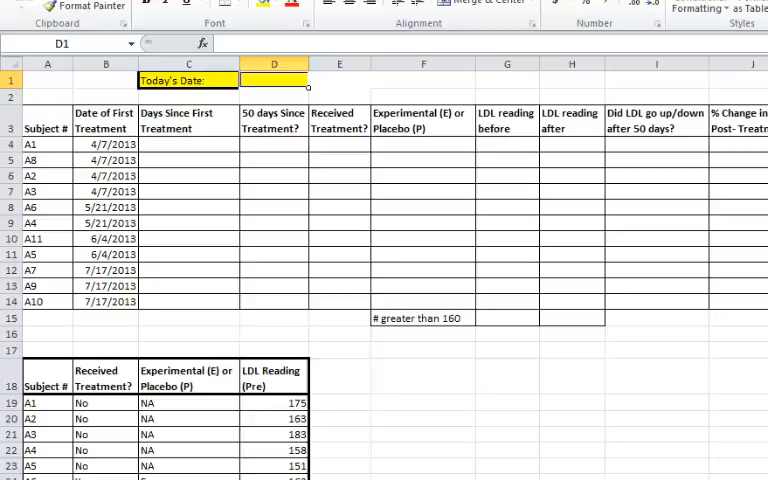 Format Painter
Formatting as Table
Clipboard Font Alignment Number Styles
D1 fx
A B C D E F G H I J
1 Today's Date:
2
Date of First Days Since First 50 days Since Received Experimental (E) or LDL reading LDL reading Did LDL go up/down % Change in
3 Subject # Treatment Treatment Treatment? Treatment? Placebo (P) before after after 50 days?
4 A1 4/7/2013
5 A8 4/7/2013
6 A2 4/7/2013
7 A3 4/7/2013
8 A6 5/21/2013
9 A4 5/21/2013
10 A11 6/4/2013
11 A5 6/4/2013
12 A7 7/17/2013
13 A9 7/17/2013
14 A10 7/17/2013
15 # greater than 160
16
17
Received Experimental (E) or LDL Reading
18 Subject # Treatment? Placebo (P) (Pre)
19 A1 No NA 175
20 A2 No NA 163
21 A3 No NA 183
22 A4 No NA 158
23 A5 No NA 151